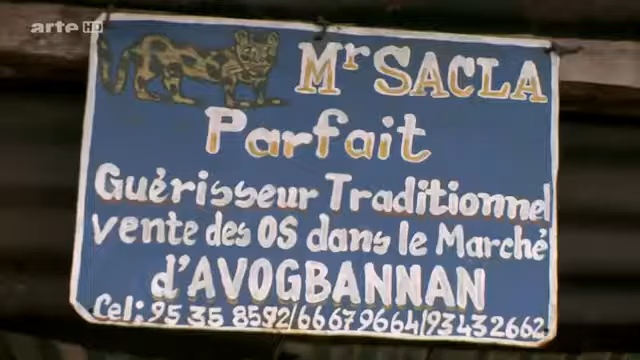 arte HD
Mr SACLA
Parfait
Guérisseur Traditionnel
vente des OS dans le Marché
d'AVOGBANNAN
Cel: 95 35 8592/66679664/93432662